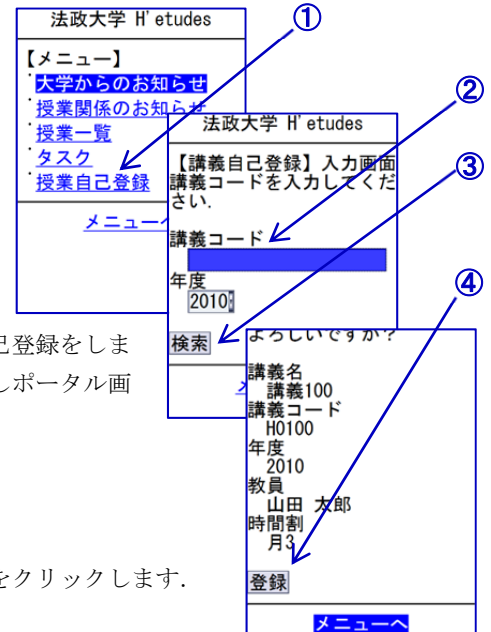 法政大学 H'etudes
①
【メニュー】
大学からのお知らせ
授業関係のお知らせ
授業一覧
タスク
授業自己登録
メニューへ
②
法政大学 H'etudes
【講義自己登録】入力画面
講義コードを入力してくだ
さい.
講義コード
年度
2010
③
検索
④
よろしいですか?
講義名
講義100
講義コード
H0100
年度
2010
教員
山田 太郎
時間割
月3
登録
メニューへ
己登録をしま
しポータル画
をクリックします.